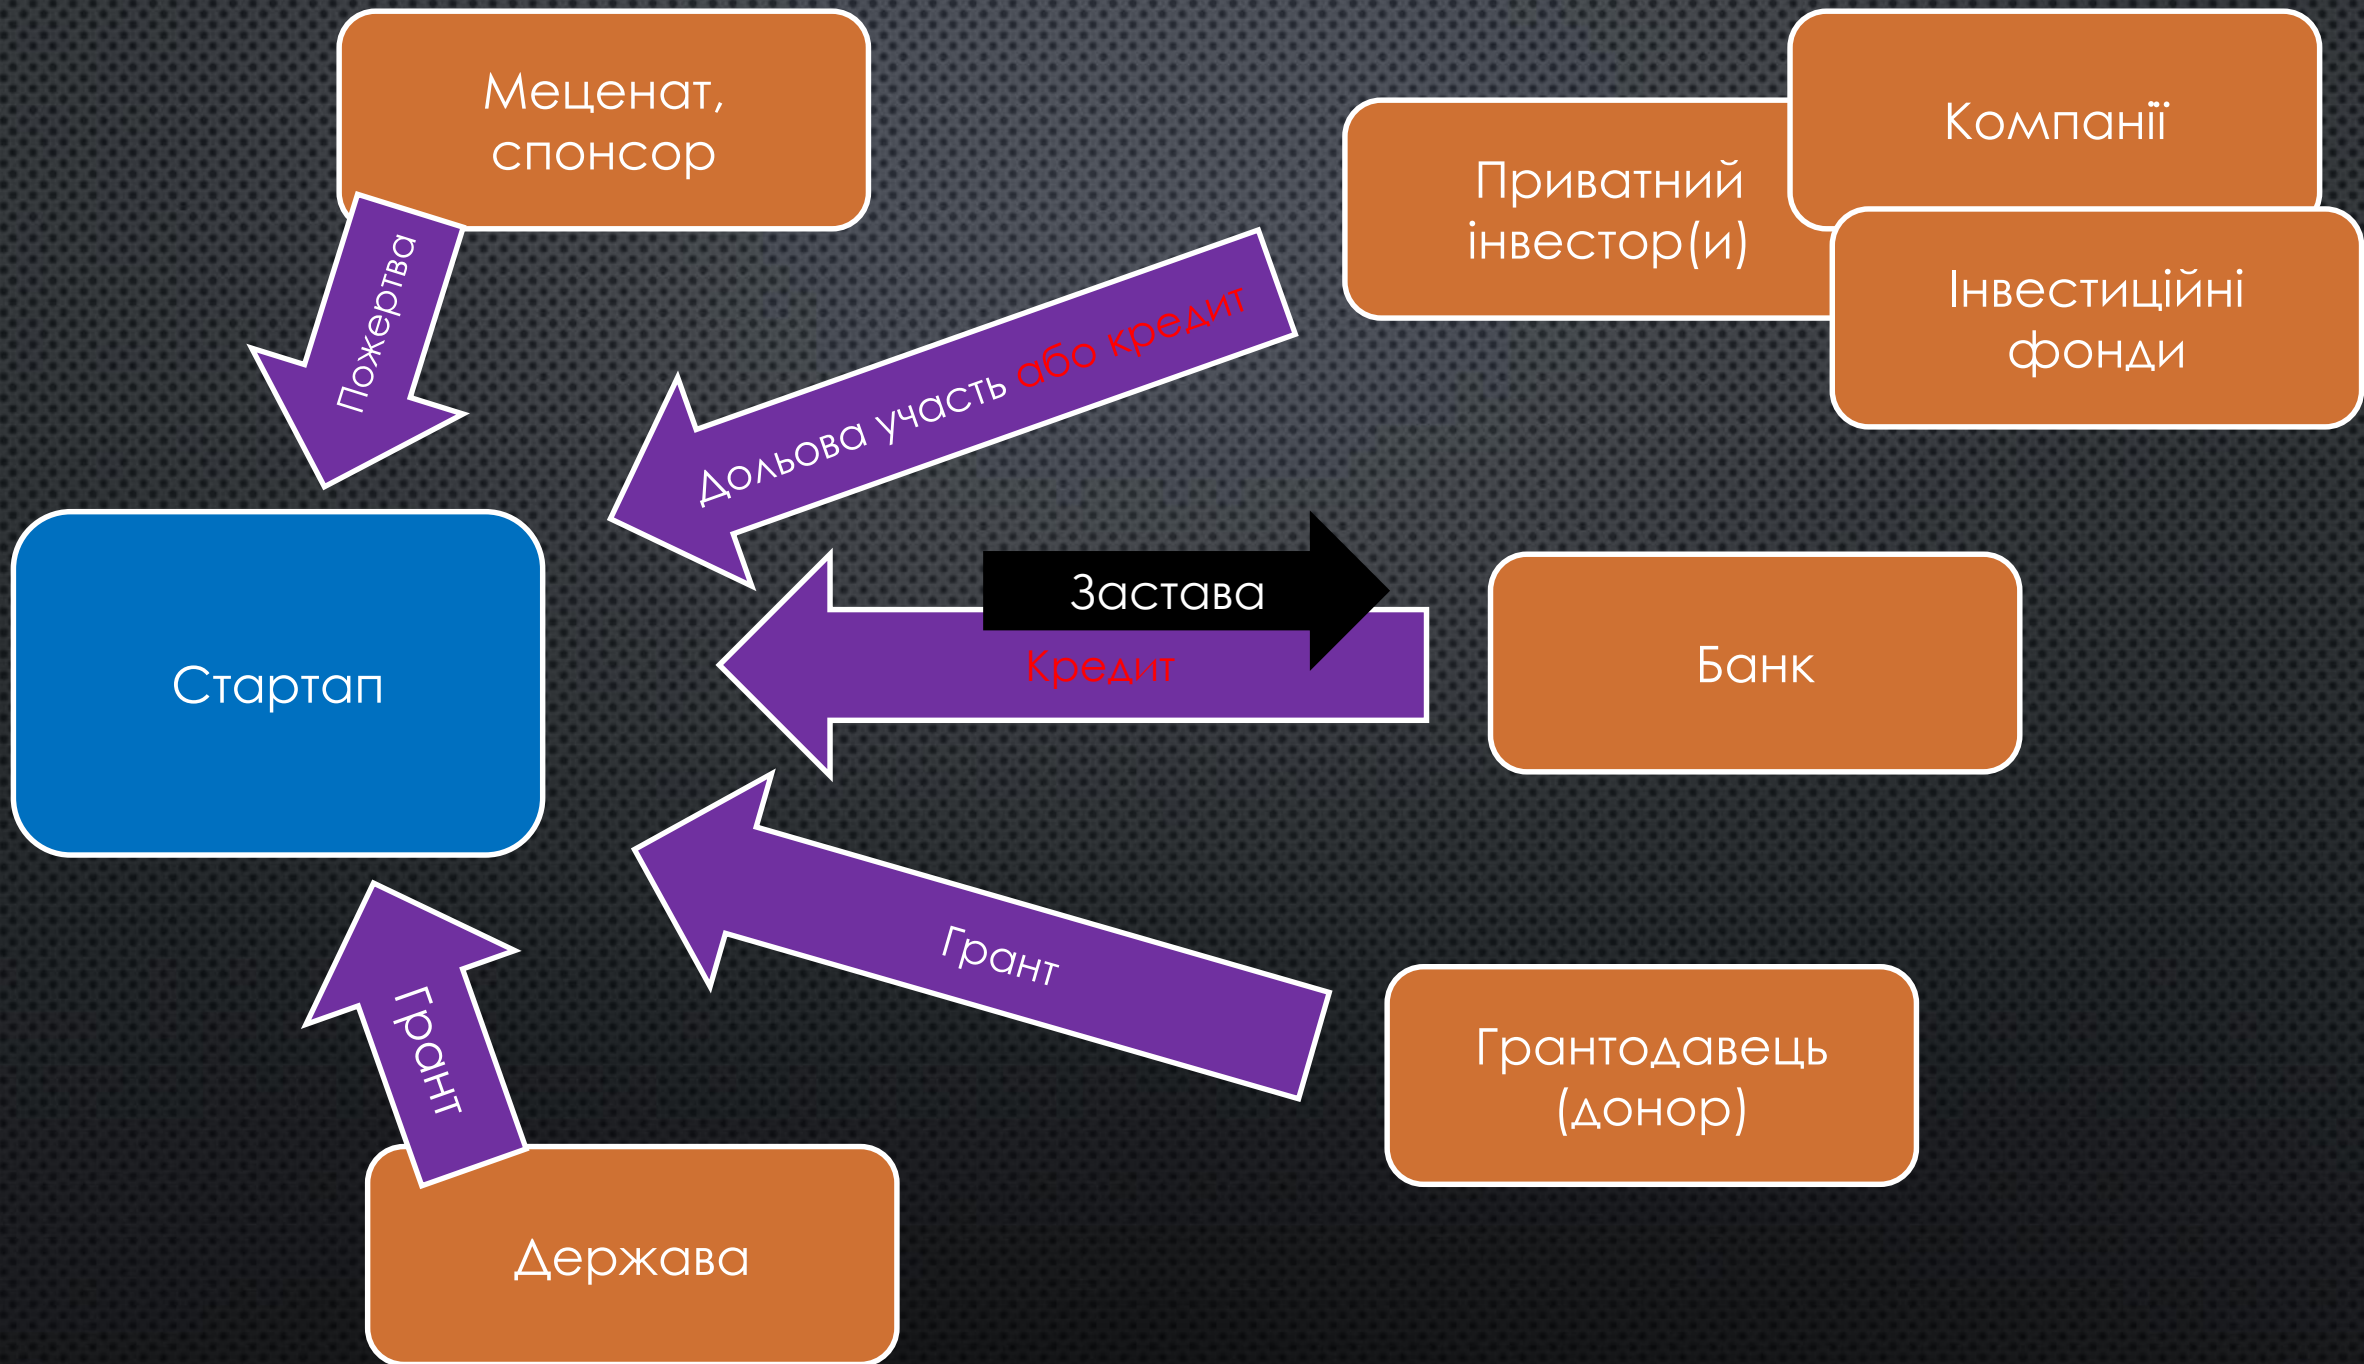 Меценат,
спонсор
Компанії
Приватний
інвестор(и)
Інвестиційні
фонди
Пожертва
Дольова участь або кредит
Застава
Кредит
Стартап
Банк
Грант
Грант
Грантодавець
(донор)
Держава